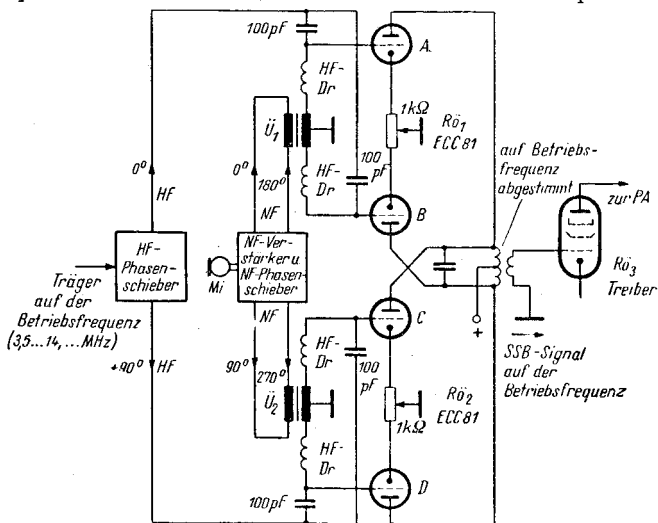 100pF
HF-
Dr
A
1kΩ
Rö₁
ECC81
Ü₁
100
pF
HF-
Dr
B
0° HF
0° 180°
NF
auf Betriebs-
frequenz
abgestimmt
zur PA
Rö₃
Treiber
HF-
Phasen-
schieber
Mi
NF-Ver-
stärker u.
NF-Phasen-
schieber
Träger
auf der
Betriebsfrequenz
(3,5...14,...MHz)
+
SSB-Signal
auf der
Betriebsfrequenz
+90° HF
NF
90° 270°
C
HF-
Dr
100
pF
Ü₂
1kΩ
Rö₂
ECC81
HF-
Dr
D
100pF